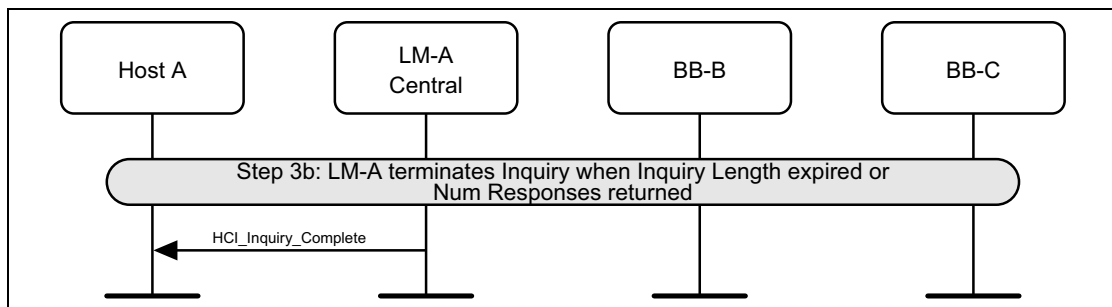 Host A
LM-A
Central
BB-B
BB-C
Step 3b: LM-A terminates Inquiry when Inquiry Length expired or
Num Responses returned
HCI_Inquiry_Complete